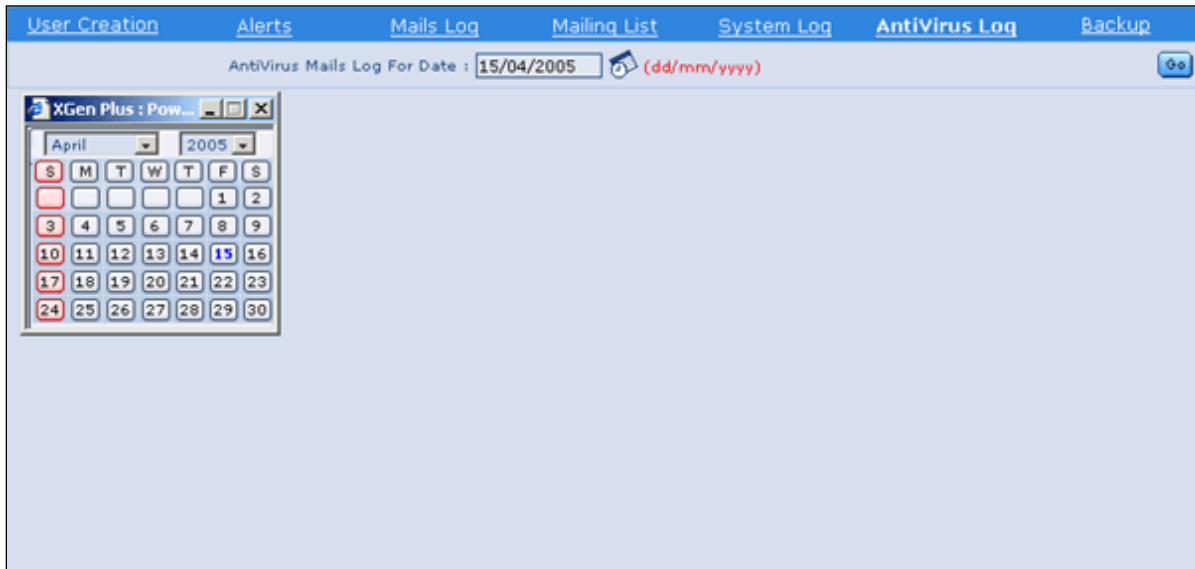 User Creation Alerts Mails Log Mailing List System Log AntiVirus Log Backup
AntiVirus Mails Log For Date : 15/04/2005 (dd/mm/yyyy) Go
XGen Plus : Pow...
April 2005
S M T W T F S
1 2
3 4 5 6 7 8 9
10 11 12 13 14 15 16
17 18 19 20 21 22 23
24 25 26 27 28 29 30